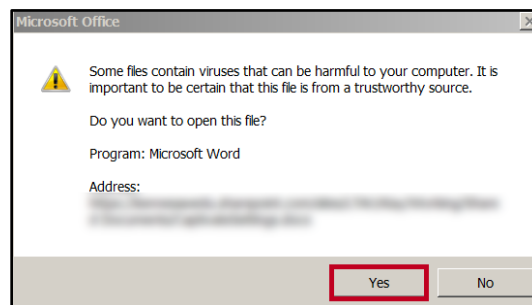 Microsoft Office
Some files contain viruses that can be harmful to your computer. It is
important to be certain that this file is from a trustworthy source.
Do you want to open this file?
Program: Microsoft Word
Address:
Yes No